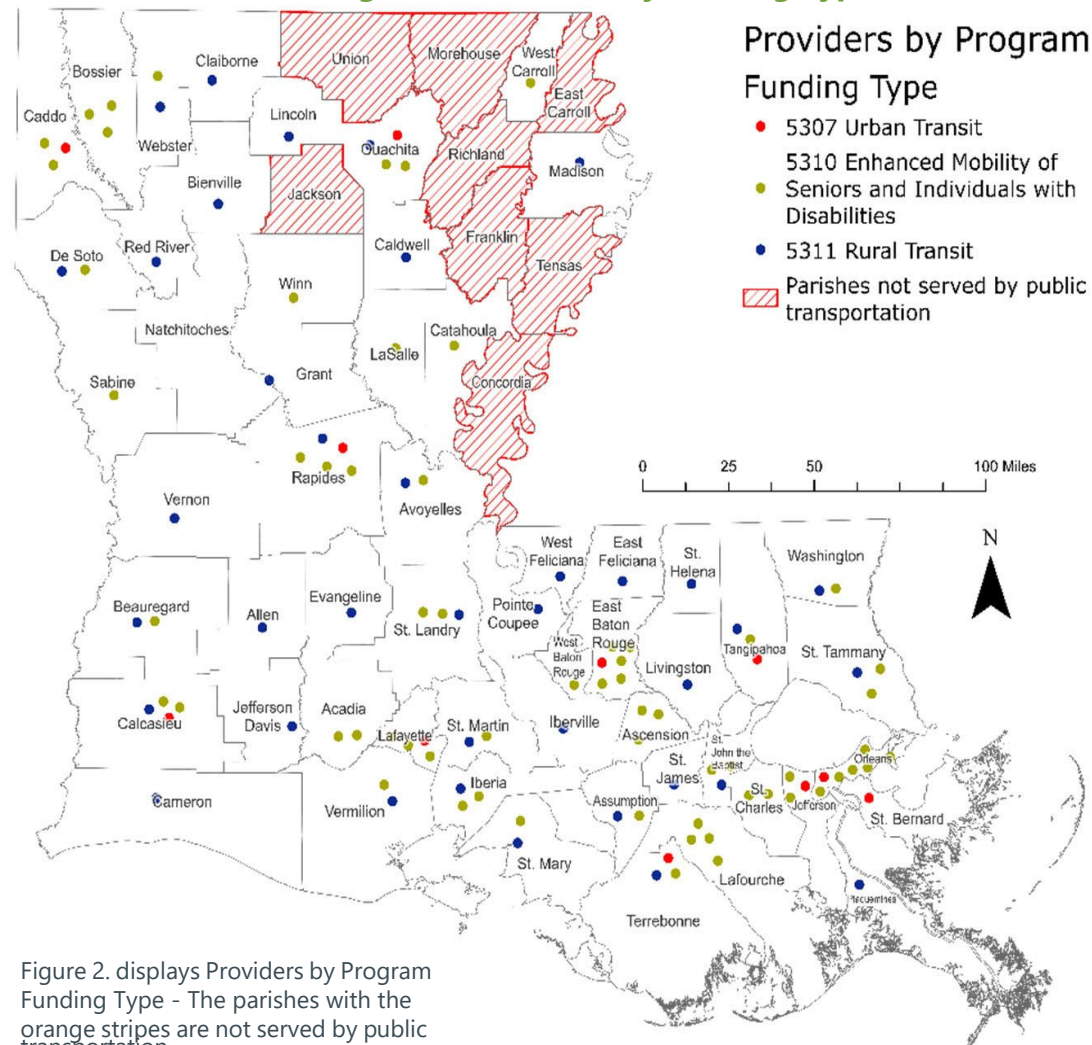 Providers by Program
Funding Type
5307 Urban Transit
5310 Enhanced Mobility of
Seniors and Individuals with
Disabilities
5311 Rural Transit
Parishes not served by public
transportation
Bossier
Claiborne
Union
Morehouse
West
Carroll
East
Carroll
Caddo
Webster
Lincoln
Ouachita
Richland
Madison
Bienville
Jackson
De Soto
Red River
Caldwell
Franklin
Tensas
Winn
Natchitoches
Sabine
Grant
LaSalle
Catahoula
Concordia
Rapides
Avoyelles
Vernon
0 25 50 100 Miles
N
West
Feliciana
East
Feliciana
St.
Helena
Washington
Beauregard
Allen
Evangeline
St. Landry
Pointe
Coupee
West
Baton
Rouge
East
Baton
Rouge
Livingston
Tangipahoa
St. Tammany
Calcasieu
Jefferson
Davis
Acadia
Lafayette
St. Martin
Iberville
Ascension
St.
James
St.
John the
Baptist
St.
Charles
Jefferson
Orleans
St. Bernard
Cameron
Vermilion
Iberia
Assumption
St. Mary
Lafourche
Terrebonne
Figure 2. displays Providers by Program
Funding Type - The parishes with the
orange stripes are not served by public
transportation